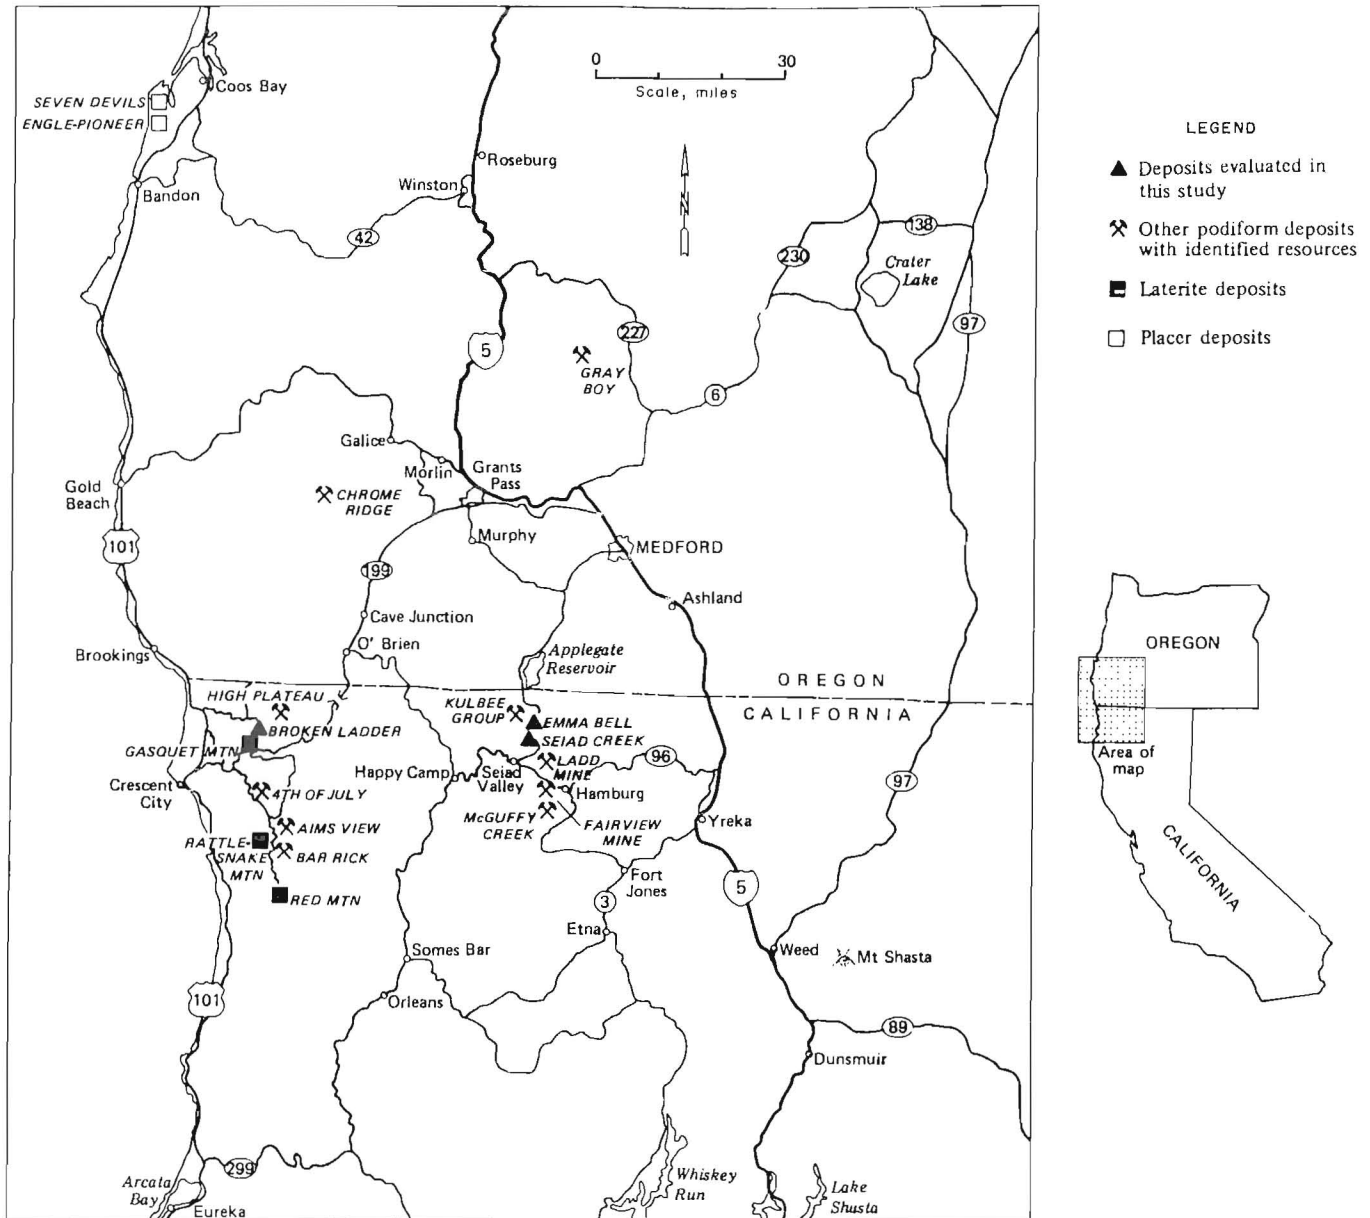 0 30
Scale, miles
N
Coos Bay
SEVEN DEVILS
ENGLE-PIONEER
Roseburg
Winston
Bandon
42
138
230
Crater
Lake
227
97
5
GRAY
BOY
6
Galice
Morlin
Grants
Pass
Gold
Beach
CHROME
RIDGE
Murphy
101
MEDFORD
199
Ashland
Cave Junction
O' Brien
Brookings
Applegate
Reservoir
OREGON
CALIFORNIA
HIGH PLATEAU
KULBEE
GROUP
EMMA BELL
BROKEN LADDER
SEIAD CREEK
GASQUET MTN
LADD
MINE
96
Happy Camp
Seiad
Valley
97
Crescent
City
4TH OF JULY
Hamburg
McGUFFY
CREEK
FAIRVIEW
MINE
Yreka
AIMS VIEW
RATTLE-
SNAKE
MTN
BAR RICK
RED MTN
Fort
Jones
5
3
Etna
Somes Bar
Weed
Mt Shasta
Orleans
101
89
Dunsmuir
299
Arcata
Bay
Eureka
Whiskey
Run
Lake
Shasta
LEGEND
Deposits evaluated in
this study
Other podiform deposits
with identified resources
Laterite deposits
Placer deposits
OREGON
Area of
map
CALIFORNIA